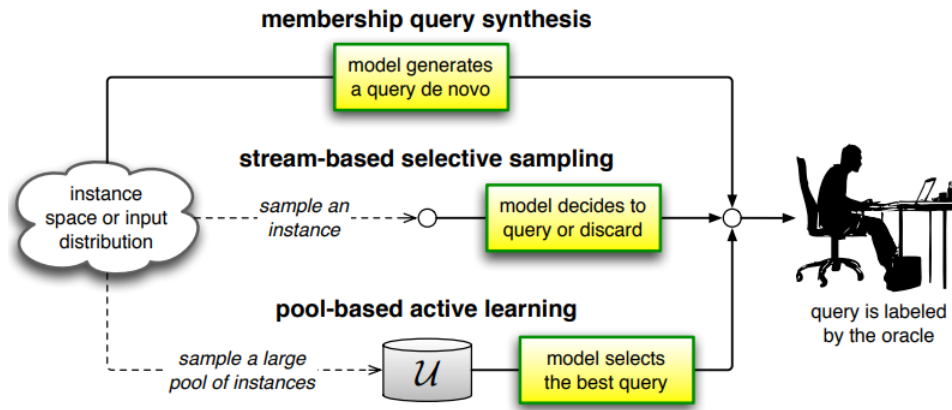 membership query synthesis
model generates
a query de novo
stream-based selective sampling
instance
space or input
distribution
sample an
instance
model decides to
query or discard
query is labeled
by the oracle
pool-based active learning
sample a large
pool of instances
U
model selects
the best query